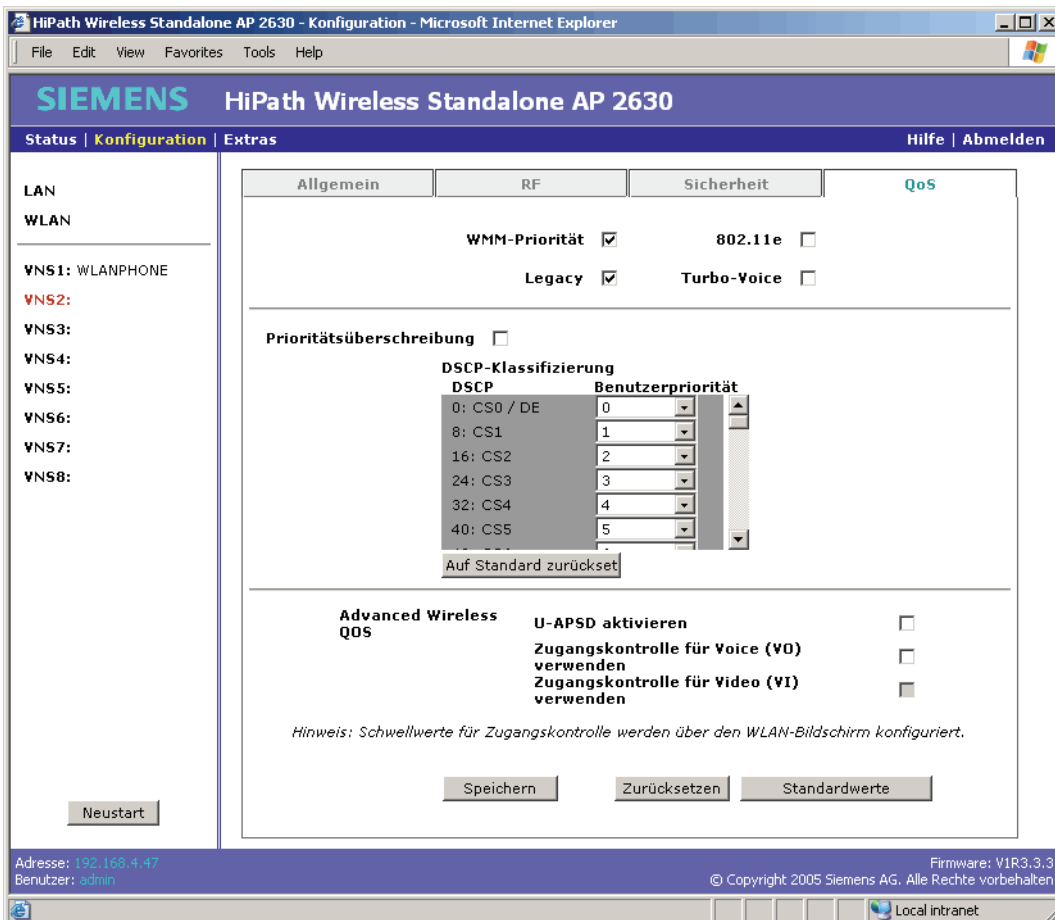 HiPath Wireless Standalone AP 2630 - Konfiguration - Microsoft Internet Explorer
File Edit View Favorites Tools Help
SIEMENS HiPath Wireless Standalone AP 2630
Status | Konfiguration | Extras Hilfe | Abmelden
LAN
WLAN
VNS1: WLANPHONE
VNS2:
VNS3:
VNS4:
VNS5:
VNS6:
VNS7:
VNS8:
Neustart
Allgemein RF Sicherheit QoS
WMM-Priorität 802.11e
Legacy Turbo-Voice
Prioritätsüberschreibung
DSCP-Klassifizierung
DSCP Benutzerpriorität
0: CS0 / DE 0
8: CS1 1
16: CS2 2
24: CS3 3
32: CS4 4
40: CS5 5
Auf Standard zurückset
Advanced Wireless
QOS
U-APSD aktivieren
Zugangskontrolle für Voice (VO)
verwenden
Zugangskontrolle für Video (VI)
verwenden
Hinweis: Schwellwerte für Zugangskontrolle werden über den WLAN-Bildschirm konfiguriert.
Speichern Zurücksetzen Standardwerte
Adresse: 192.168.4.47 Firmware: V1R3.3.3
Benutzer: admin © Copyright 2005 Siemens AG. Alle Rechte vorbehalten
Local intranet